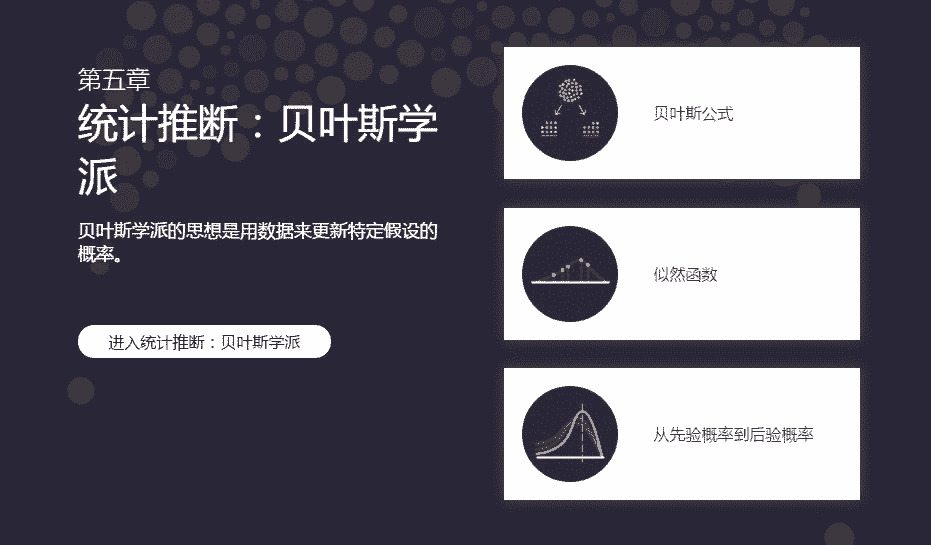 第五章
统计推断：贝叶斯学
派
贝叶斯学派的思想是用数据来更新特定假设的
概率。
进入统计推断：贝叶斯学派
贝叶斯公式
似然函数
从先验概率到后验概率